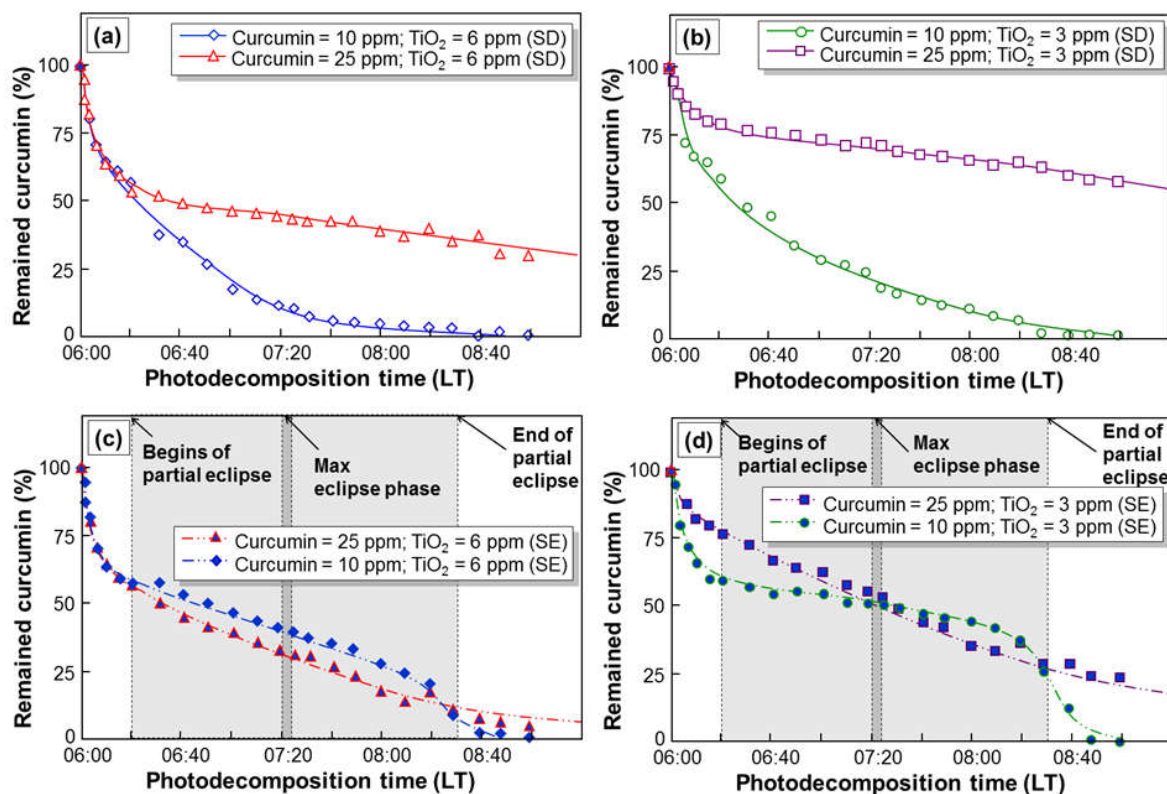 (a)
Curcumin = 10 ppm; TiO₂ = 6 ppm (SD)
Curcumin = 25 ppm; TiO₂ = 6 ppm (SD)
Remained curcumin (%)
100
75
50
25
0
06:00 06:40 07:20 08:00 08:40
Photodecomposition time (LT)
(b)
Curcumin = 10 ppm; TiO₂ = 3 ppm (SD)
Curcumin = 25 ppm; TiO₂ = 3 ppm (SD)
Remained curcumin (%)
100
75
50
25
0
06:00 06:40 07:20 08:00 08:40
Photodecomposition time (LT)
(c)
Begins of
partial eclipse
Max
eclipse phase
End of
partial
eclipse
Curcumin = 25 ppm; TiO₂ = 6 ppm (SE)
Curcumin = 10 ppm; TiO₂ = 6 ppm (SE)
Remained curcumin (%)
100
75
50
25
0
06:00 06:40 07:20 08:00 08:40
Photodecomposition time (LT)
(d)
Begins of
partial eclipse
Max
eclipse phase
End of
partial
eclipse
Curcumin = 25 ppm; TiO₂ = 3 ppm (SE)
Curcumin = 10 ppm; TiO₂ = 3 ppm (SE)
Remained curcumin (%)
100
75
50
25
0
06:00 06:40 07:20 08:00 08:40
Photodecomposition time (LT)